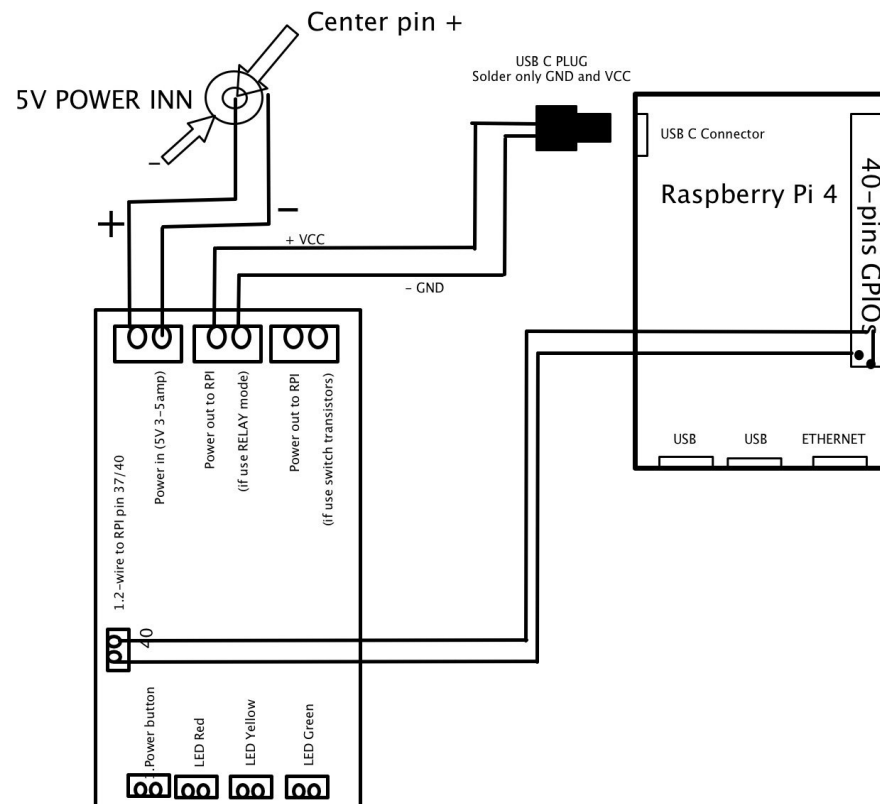 Center pin +
USB C PLUG
Solder only GND and VCC
5V POWER INN
USB C Connector
–
Raspberry Pi 4
40-pins GPIOs
+
–
+ VCC
– GND
Power in (5V 3-5amp)
Power out to RPI
(if use RELAY mode)
Power out to RPI
(if use switch transistors)
USB
USB
ETHERNET
1.2-wire to RPI pin 37/40
40
.Power button
LED Red
LED Yellow
LED Green